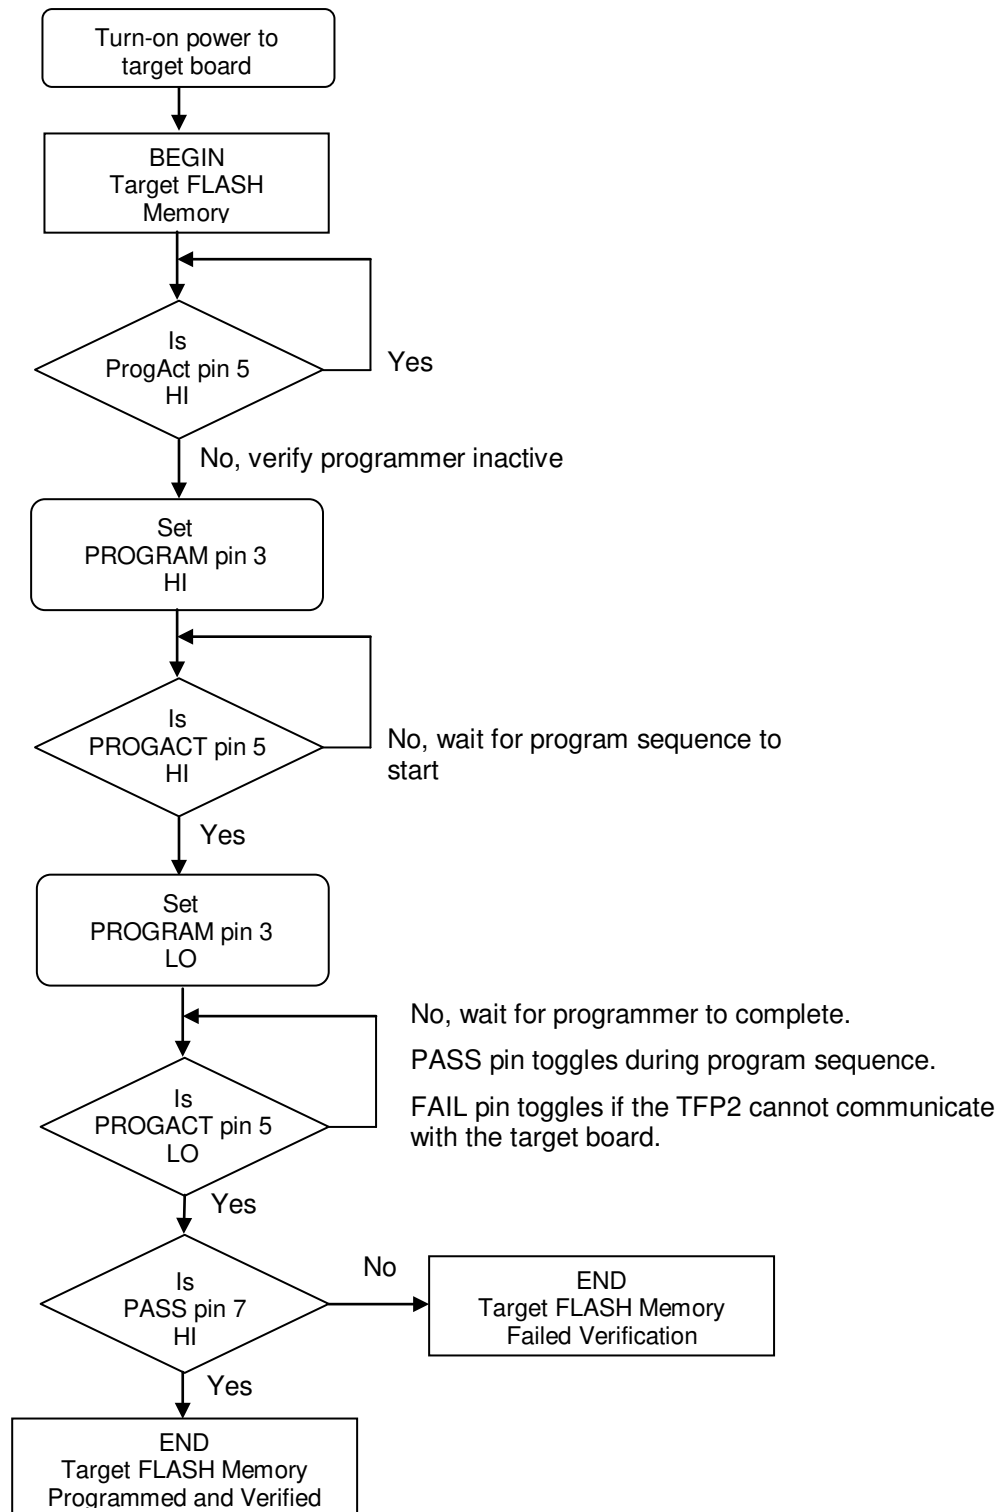 Turn-on power to
target board
BEGIN
Target FLASH
Memory
Is
ProgAct pin 5
HI
Yes
No, verify programmer inactive
Set
PROGRAM pin 3
HI
Is
PROGACT pin 5
HI
No, wait for program sequence to
start
Yes
Set
PROGRAM pin 3
LO
No, wait for programmer to complete.
PASS pin toggles during program sequence.
FAIL pin toggles if the TFP2 cannot communicate
with the target board.
Is
PROGACT pin 5
LO
Yes
Is
PASS pin 7
HI
No
END
Target FLASH Memory
Failed Verification
Yes
END
Target FLASH Memory
Programmed and Verified